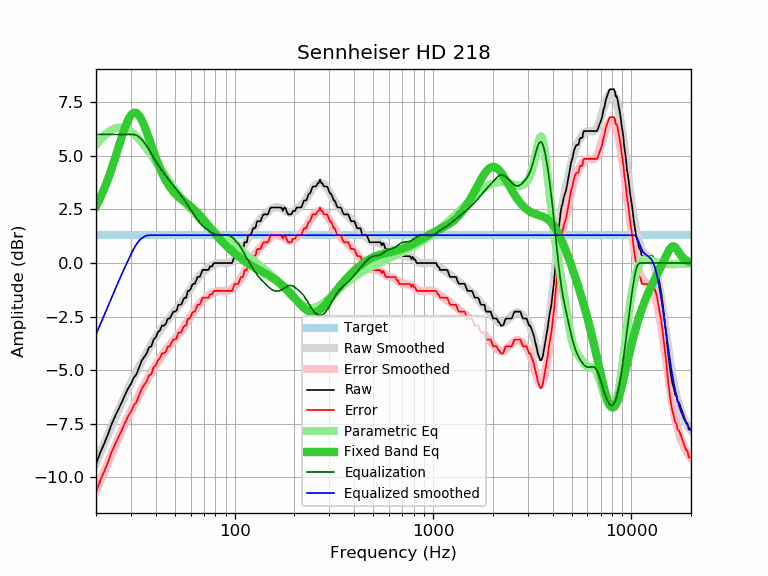 Sennheiser HD 218
Amplitude (dBr)
7.5
5.0
2.5
0.0
−2.5
−5.0
−7.5
−10.0
Target
Raw Smoothed
Error Smoothed
Raw
Error
Parametric Eq
Fixed Band Eq
Equalization
Equalized smoothed
100
1000
10000
Frequency (Hz)